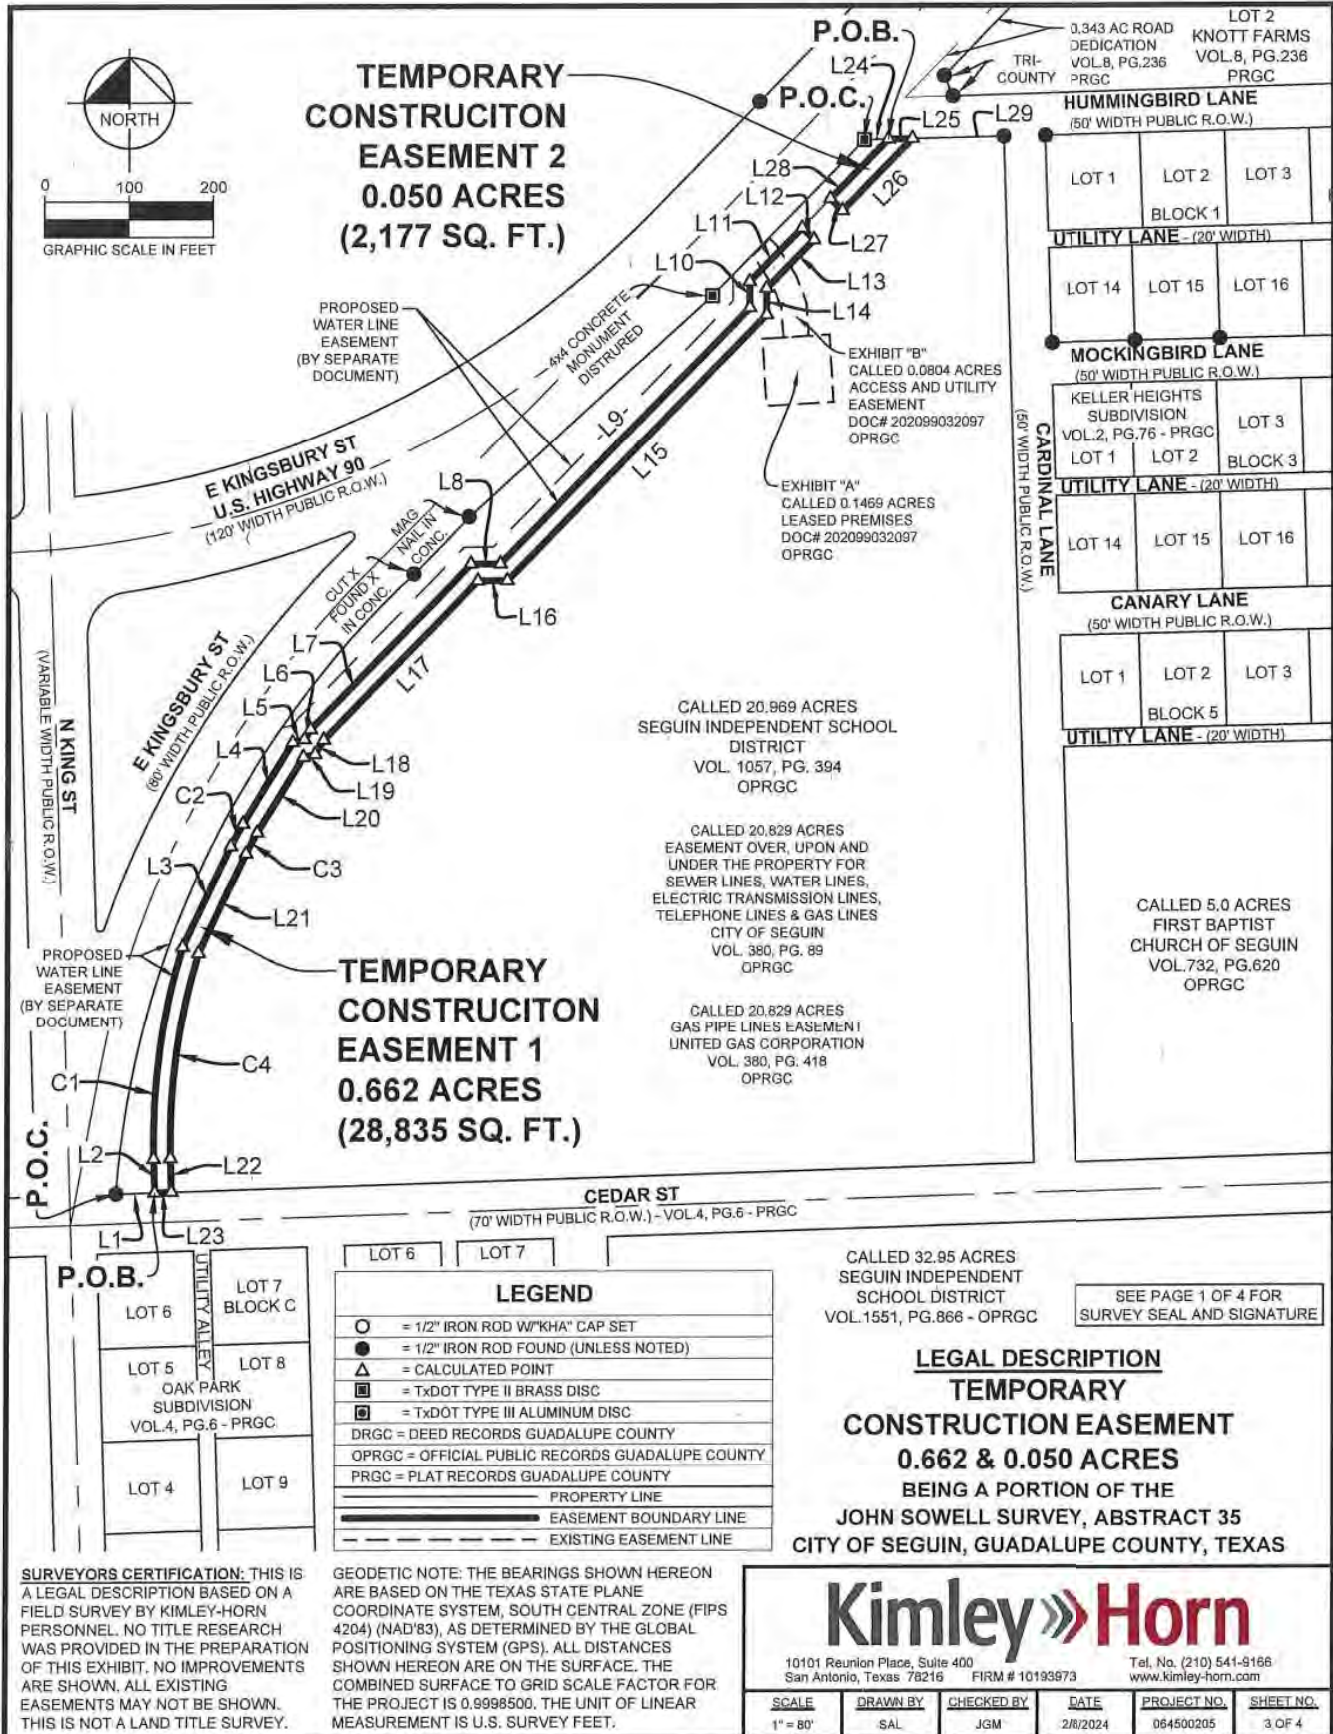 NORTH
0 100 200
GRAPHIC SCALE IN FEET
TEMPORARY
CONSTRUCITON
EASEMENT 2
0.050 ACRES
(2,177 SQ. FT.)
P.O.B.
L24
P.O.C.
L25
L29
L28
L26
L12
L11
L27
L10
L13
L14
0.343 AC ROAD
DEDICATION
VOL.8, PG.236
PRGC
TRI-
COUNTY
LOT 2
KNOTT FARMS
VOL.8, PG.236
PRGC
HUMMINGBIRD LANE
(50' WIDTH PUBLIC R.O.W.)
LOT 1
LOT 2
LOT 3
BLOCK 1
UTILITY LANE - (20' WIDTH)
LOT 14
LOT 15
LOT 16
MOCKINGBIRD LANE
(50' WIDTH PUBLIC R.O.W.)
KELLER HEIGHTS
SUBDIVISION
VOL.2, PG.76 - PRGC
LOT 1
LOT 2
LOT 3
BLOCK 3
UTILITY LANE - (20' WIDTH)
LOT 14
LOT 15
LOT 16
CANARY LANE
(50' WIDTH PUBLIC R.O.W.)
LOT 1
LOT 2
LOT 3
BLOCK 5
UTILITY LANE - (20' WIDTH)
CARDINAL LANE
(50' WIDTH PUBLIC R.O.W.)
PROPOSED
WATER LINE
EASEMENT
(BY SEPARATE
DOCUMENT)
4x4 CONCRETE
MONUMENT
DISTRURED
EXHIBIT "B"
CALLED 0.0804 ACRES
ACCESS AND UTILITY
EASEMENT
DOC# 202099032097
OPRGC
EXHIBIT "A"
CALLED 0.1469 ACRES
LEASED PREMISES
DOC# 202099032097
OPRGC
E KINGSBURY ST
U.S. HIGHWAY 90
(120' WIDTH PUBLIC R.O.W.)
L9
L15
L8
MAG
NAIL IN
CONC.
CUT X
FOUND X
IN CONC.
L16
L7
L17
L6
L5
L4
L18
L19
L20
C2
C3
L3
L21
E KINGSBURY ST
(80' WIDTH PUBLIC R.O.W.)
N KING ST
(VARIABLE WIDTH PUBLIC R.O.W.)
CALLED 20.969 ACRES
SEGUIN INDEPENDENT SCHOOL
DISTRICT
VOL. 1057, PG. 394
OPRGC
CALLED 20.829 ACRES
EASEMENT OVER, UPON AND
UNDER THE PROPERTY FOR
SEWER LINES, WATER LINES,
ELECTRIC TRANSMISSION LINES,
TELEPHONE LINES & GAS LINES
CITY OF SEGUIN
VOL. 380, PG. 89
OPRGC
CALLED 20.829 ACRES
GAS PIPE LINES EASEMENT
UNITED GAS CORPORATION
VOL. 380, PG. 418
OPRGC
CALLED 5.0 ACRES
FIRST BAPTIST
CHURCH OF SEGUIN
VOL.732, PG.620
OPRGC
PROPOSED
WATER LINE
EASEMENT
(BY SEPARATE
DOCUMENT)
TEMPORARY
CONSTRUCITON
EASEMENT 1
0.662 ACRES
(28,835 SQ. FT.)
C1
C4
P.O.C.
L2
L22
L1
L23
P.O.B.
CEDAR ST
(70' WIDTH PUBLIC R.O.W.) - VOL.4, PG.6 - PRGC
LOT 6
LOT 7
BLOCK C
UTILITY ALLEY
LOT 5
LOT 8
OAK PARK
SUBDIVISION
VOL.4, PG.6 - PRGC
LOT 4
LOT 9
LOT 6
LOT 7
CALLED 32.95 ACRES
SEGUIN INDEPENDENT
SCHOOL DISTRICT
VOL.1551, PG.866 - OPRGC
SEE PAGE 1 OF 4 FOR
SURVEY SEAL AND SIGNATURE
LEGEND
= 1/2" IRON ROD W/"KHA" CAP SET
= 1/2" IRON ROD FOUND (UNLESS NOTED)
= CALCULATED POINT
= TxDOT TYPE II BRASS DISC
= TxDOT TYPE III ALUMINUM DISC
DRGC = DEED RECORDS GUADALUPE COUNTY
OPRGC = OFFICIAL PUBLIC RECORDS GUADALUPE COUNTY
PRGC = PLAT RECORDS GUADALUPE COUNTY
PROPERTY LINE
EASEMENT BOUNDARY LINE
EXISTING EASEMENT LINE
LEGAL DESCRIPTION
TEMPORARY
CONSTRUCTION EASEMENT
0.662 & 0.050 ACRES
BEING A PORTION OF THE
JOHN SOWELL SURVEY, ABSTRACT 35
CITY OF SEGUIN, GUADALUPE COUNTY, TEXAS
SURVEYORS CERTIFICATION: THIS IS
A LEGAL DESCRIPTION BASED ON A
FIELD SURVEY BY KIMLEY-HORN
PERSONNEL. NO TITLE RESEARCH
WAS PROVIDED IN THE PREPARATION
OF THIS EXHIBIT. NO IMPROVEMENTS
ARE SHOWN. ALL EXISTING
EASEMENTS MAY NOT BE SHOWN.
THIS IS NOT A LAND TITLE SURVEY.
GEODETIC NOTE: THE BEARINGS SHOWN HEREON
ARE BASED ON THE TEXAS STATE PLANE
COORDINATE SYSTEM, SOUTH CENTRAL ZONE (FIPS
4204) (NAD'83), AS DETERMINED BY THE GLOBAL
POSITIONING SYSTEM (GPS). ALL DISTANCES
SHOWN HEREON ARE ON THE SURFACE. THE
COMBINED SURFACE TO GRID SCALE FACTOR FOR
THE PROJECT IS 0.9998500. THE UNIT OF LINEAR
MEASUREMENT IS U.S. SURVEY FEET.
Kimley»Horn
10101 Reunion Place, Suite 400
San Antonio, Texas 78216 FIRM # 10193973
Tel. No. (210) 541-9166
www.kimley-horn.com
SCALE DRAWN BY CHECKED BY DATE PROJECT NO. SHEET NO.
1" = 80' SAL JGM 2/8/2024 064500205 3 OF 4